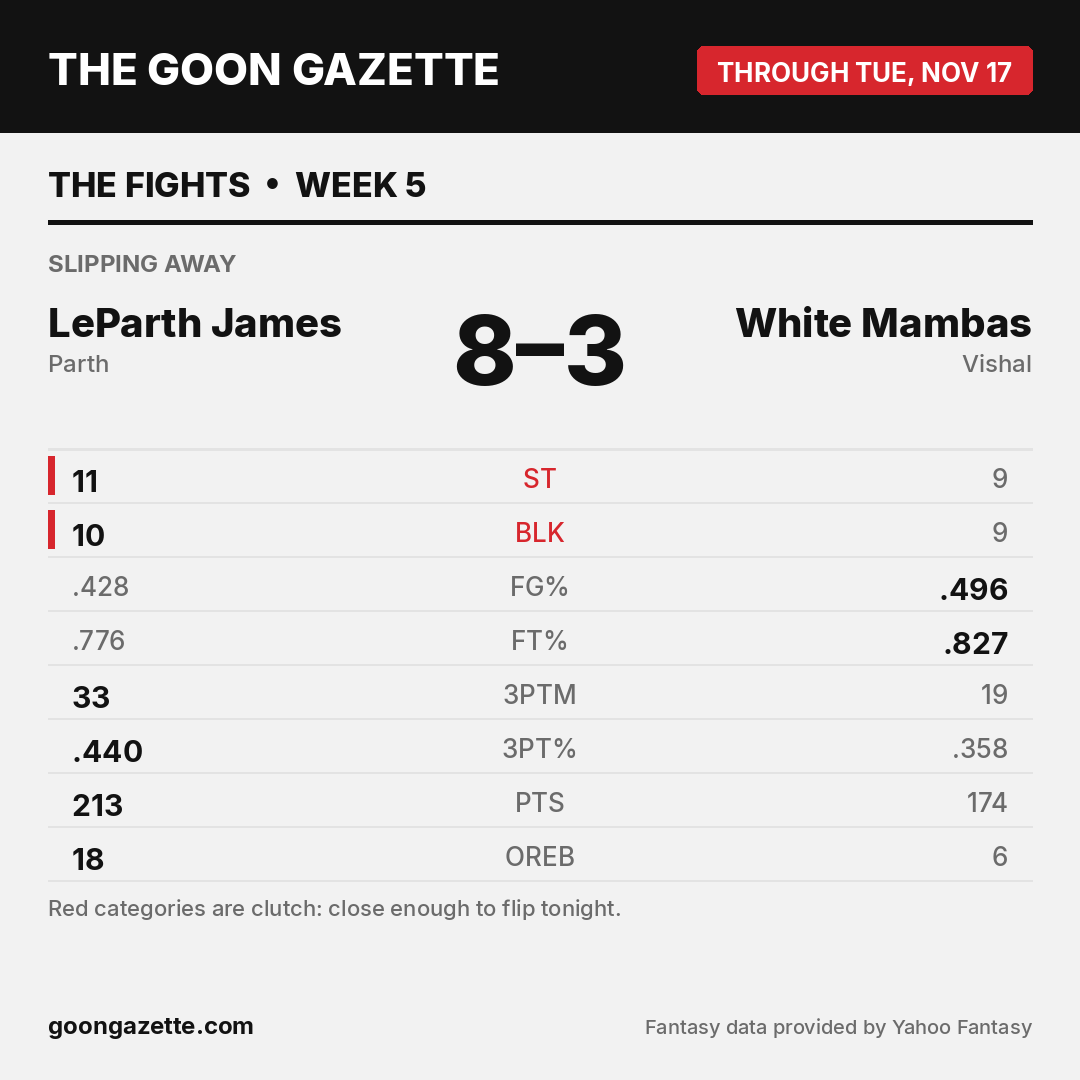 THE GOON GAZETTE
THROUGH TUE, NOV 17
THE FIGHTS • WEEK 5
SLIPPING AWAY
LeParth James
Parth
8–3
White Mambas
Vishal
11 ST 9
10 BLK 9
.428 FG% .496
.776 FT% .827
33 3PTM 19
.440 3PT% .358
213 PTS 174
18 OREB 6
Red categories are clutch: close enough to flip tonight.
goongazette.com
Fantasy data provided by Yahoo Fantasy